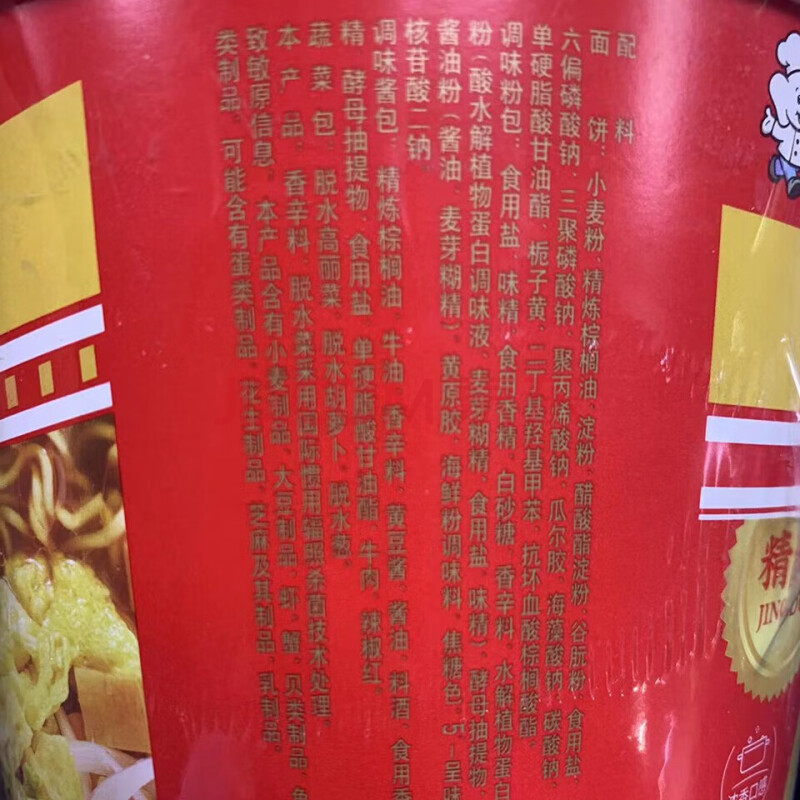 配料
面饼：小麦粉、精炼棕榈油、淀粉、醋酸酯淀粉、谷朊粉、食用盐、
六偏磷酸钠、三聚磷酸钠、聚丙烯酸钠、瓜尔胶、海藻酸钠、碳酸钠、
单硬脂酸甘油酯、栀子黄、二丁基羟基甲苯、抗坏血酸棕榈酸酯。
调味粉包：食用盐、味精、食用香精、白砂糖、香辛料、水解植物蛋白
粉（酸水解植物蛋白调味液、麦芽糊精、食用盐、味精）、酵母抽提物、
酱油粉（酱油、麦芽糊精）、黄原胶、海鲜粉调味料、焦糖色、5-呈味
核苷酸二钠。
调味酱包：精炼棕榈油、牛油、香辛料、黄豆酱、酱油、料酒、食用香
精、酵母抽提物、食用盐、单硬脂酸甘油酯、牛肉、辣椒红。
蔬菜包：脱水高丽菜、脱水胡萝卜、脱水葱。
本产品：香辛料、脱水菜采用国际惯用辐照杀菌技术处理。
致敏原信息：本产品含有小麦制品、大豆制品、虾、蟹、贝类制品、鱼
类制品。可能含有蛋类制品、花生制品、芝麻及其制品、乳制品。
精